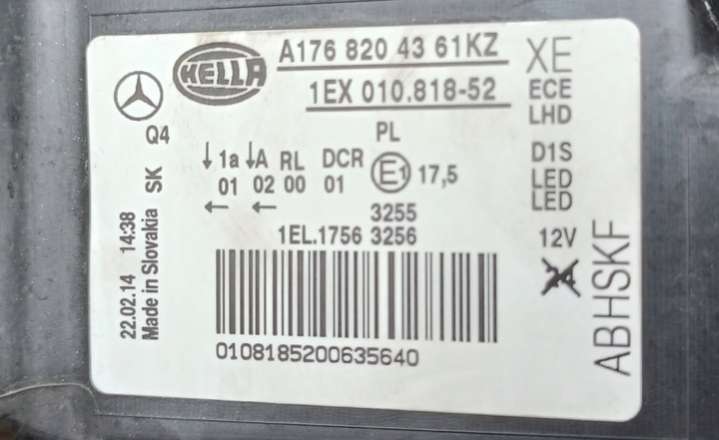 HELLA
A176 820 43 61KZ
1EX 010.818-52
XE
ECE
LHD
Q4
PL
↓1a ↓A RL DCR E1 17,5
01 02 00 01
← ←
D1S
LED
LED
3255
1EL.1756 3256
12V
24
0108185200635640
22.02.14 14:38
Made in Slovakia SK
ABHSKF